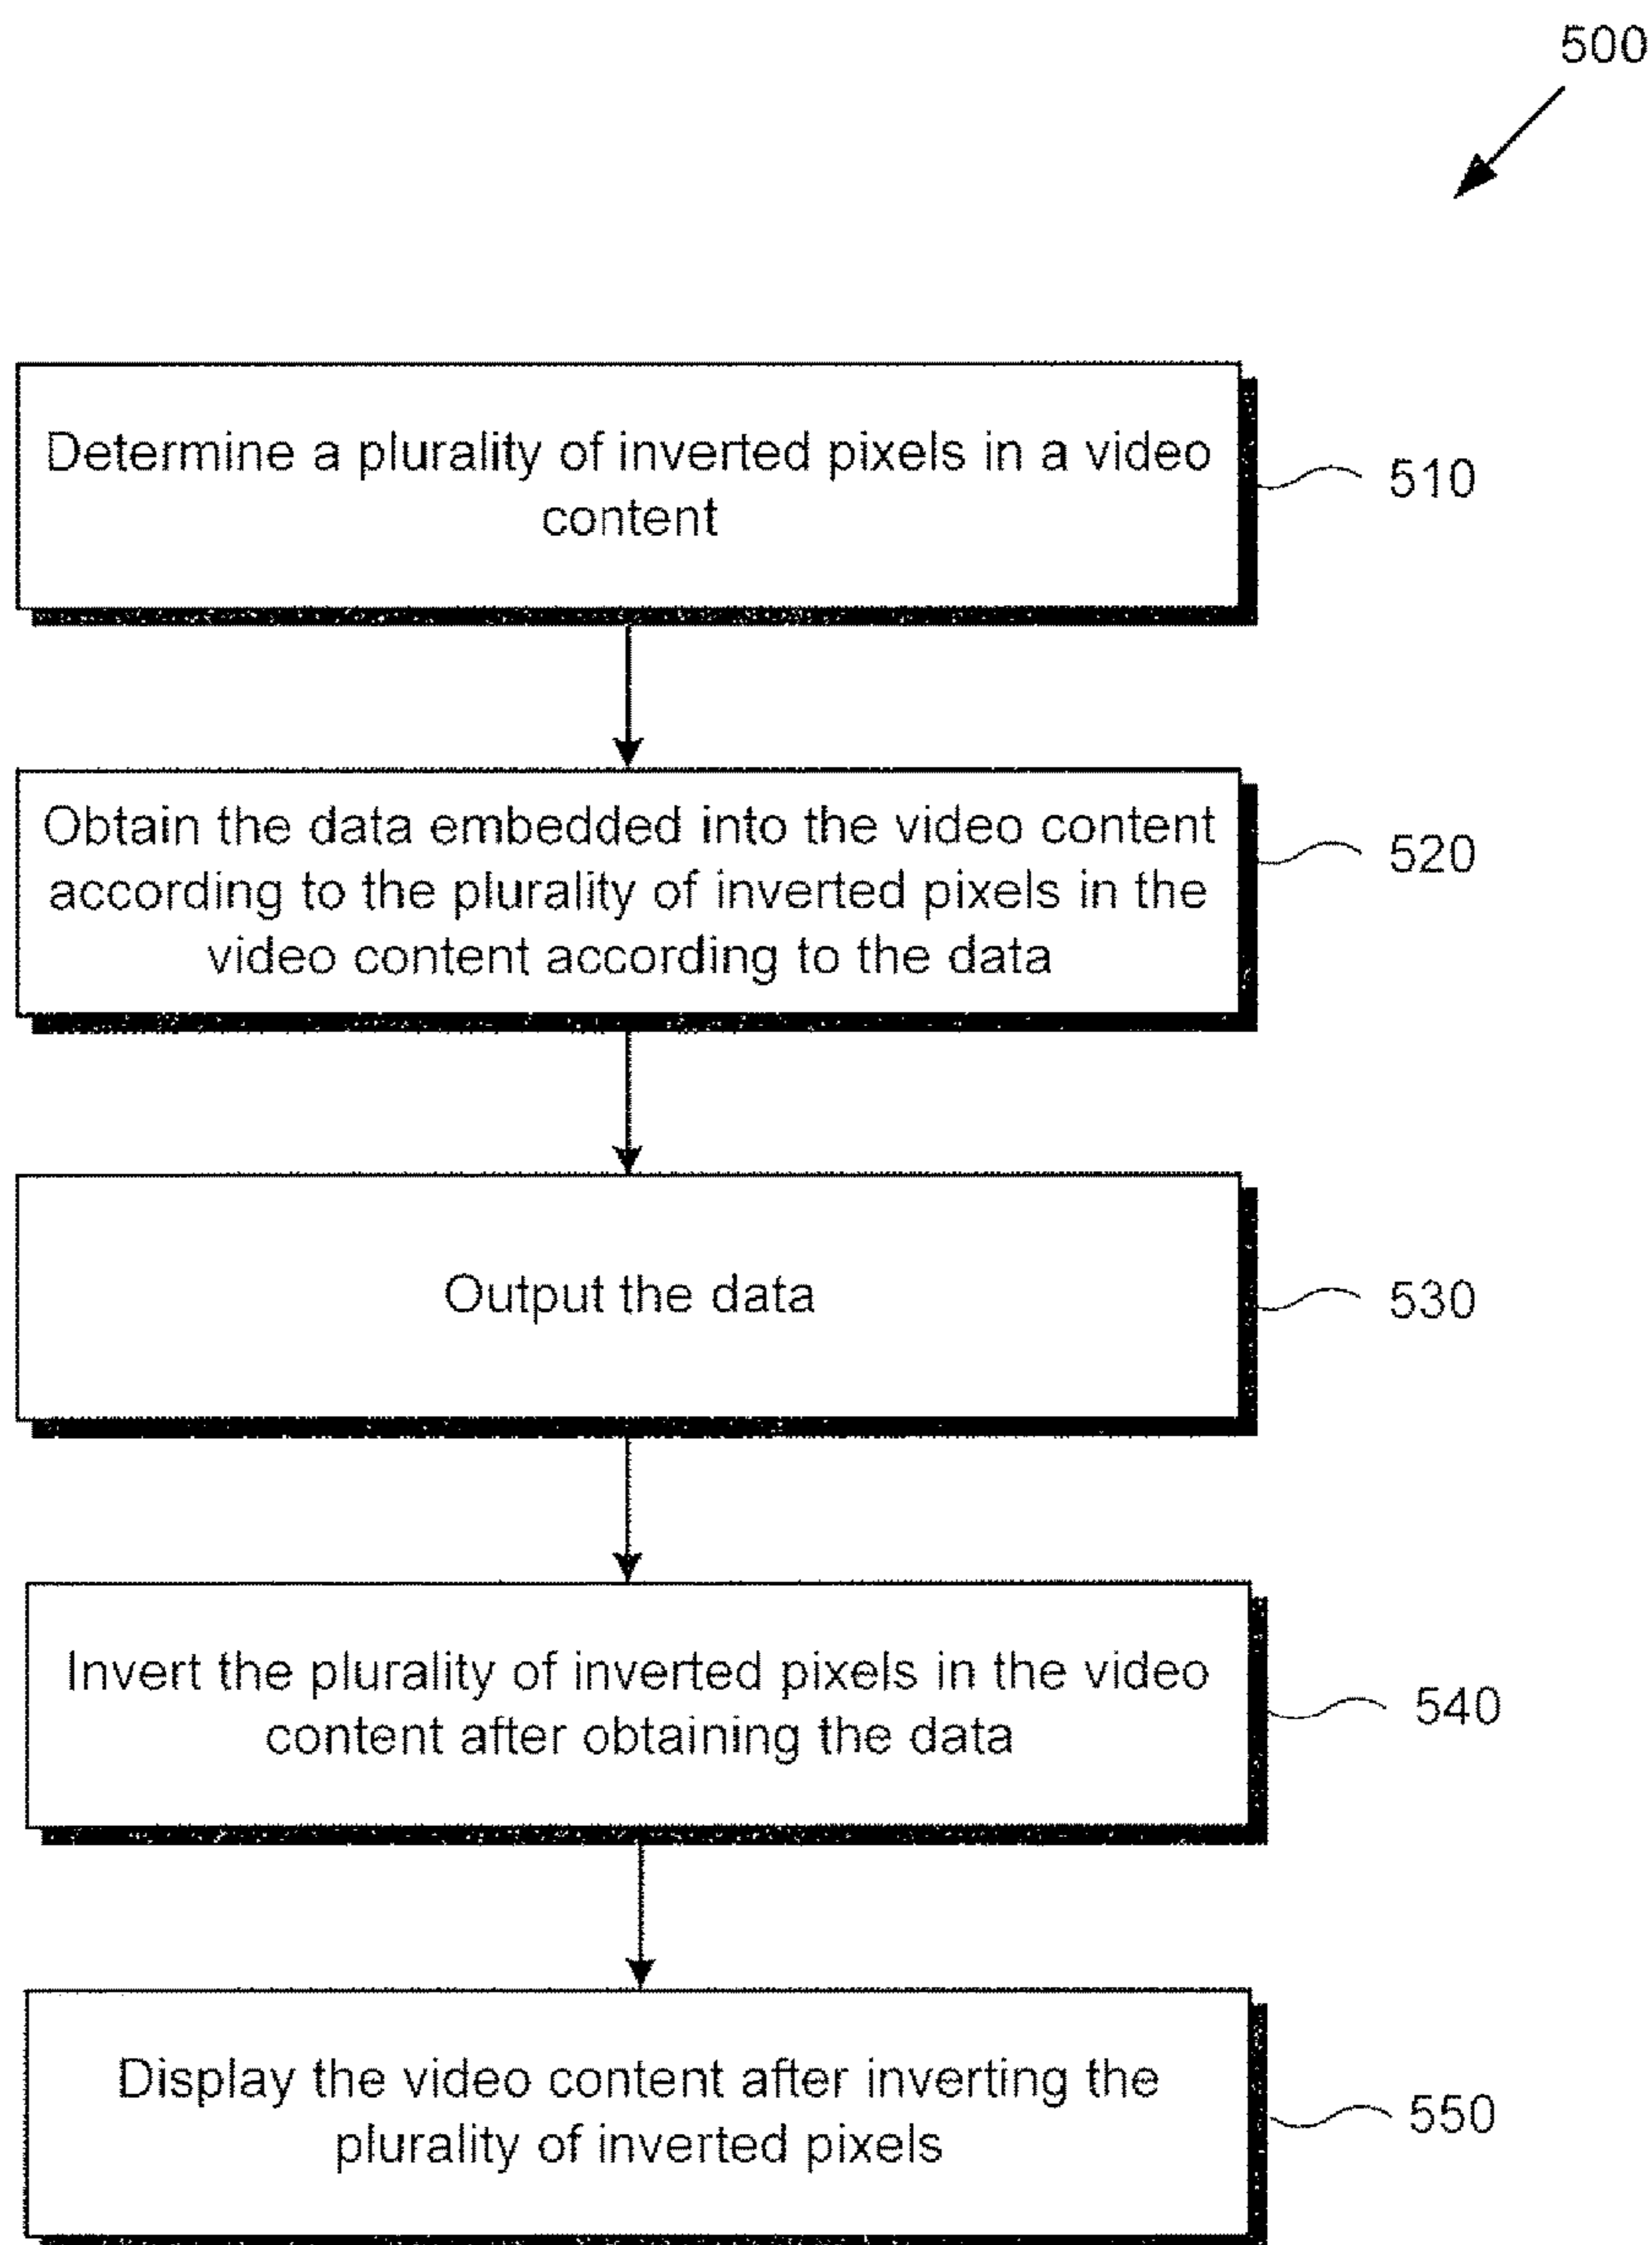 500
Determine a plurality of inverted pixels in a video
content
510
Obtain the data embedded into the video content
according to the plurality of inverted pixels in the
video content according to the data
520
Output the data
530
Invert the plurality of inverted pixels in the video
content after obtaining the data
540
Display the video content after inverting the
plurality of inverted pixels
550